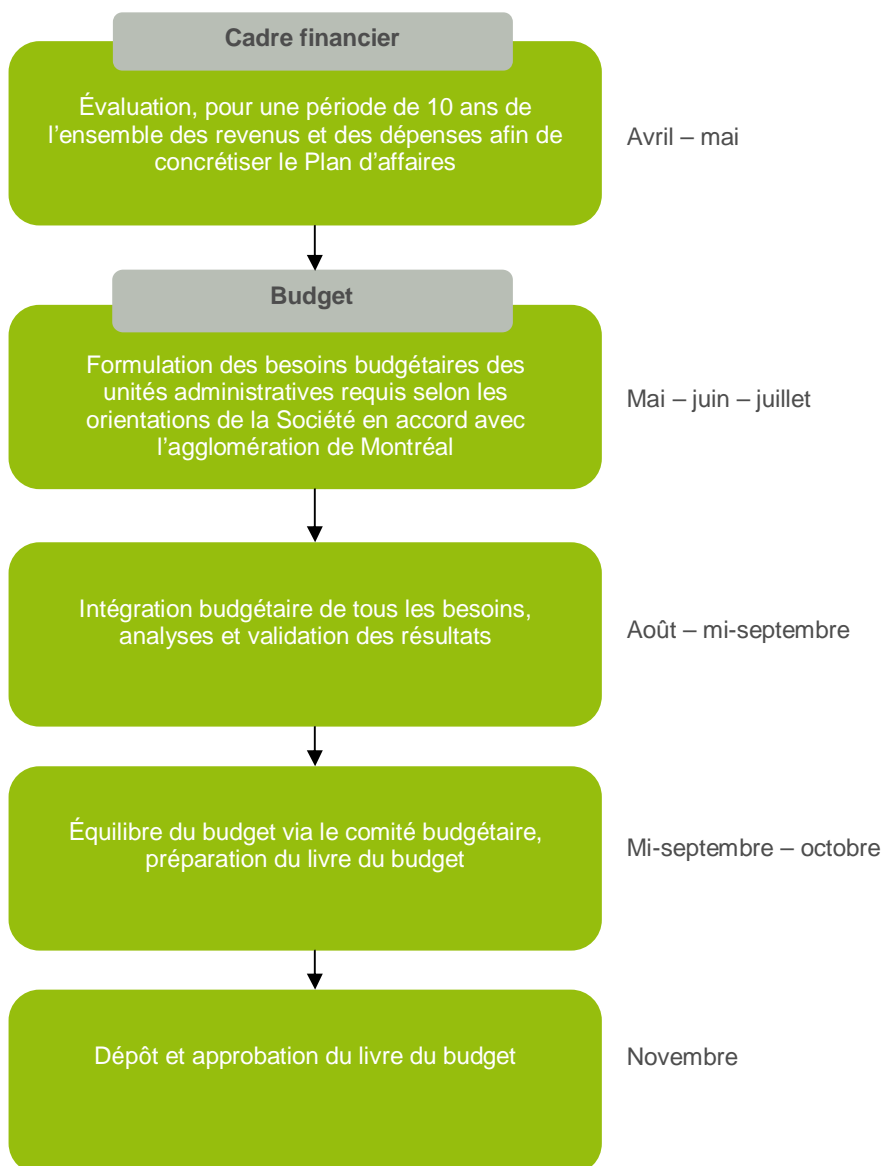 Cadre financier
Évaluation, pour une période de 10 ans de
l'ensemble des revenus et des dépenses afin de
concrétiser le Plan d'affaires
Avril – mai
Budget
Formulation des besoins budgétaires des
unités administratives requis selon les
orientations de la Société en accord avec
l'agglomération de Montréal
Mai – juin – juillet
Intégration budgétaire de tous les besoins,
analyses et validation des résultats
Août – mi-septembre
Équilibre du budget via le comité budgétaire,
préparation du livre du budget
Mi-septembre – octobre
Dépôt et approbation du livre du budget
Novembre